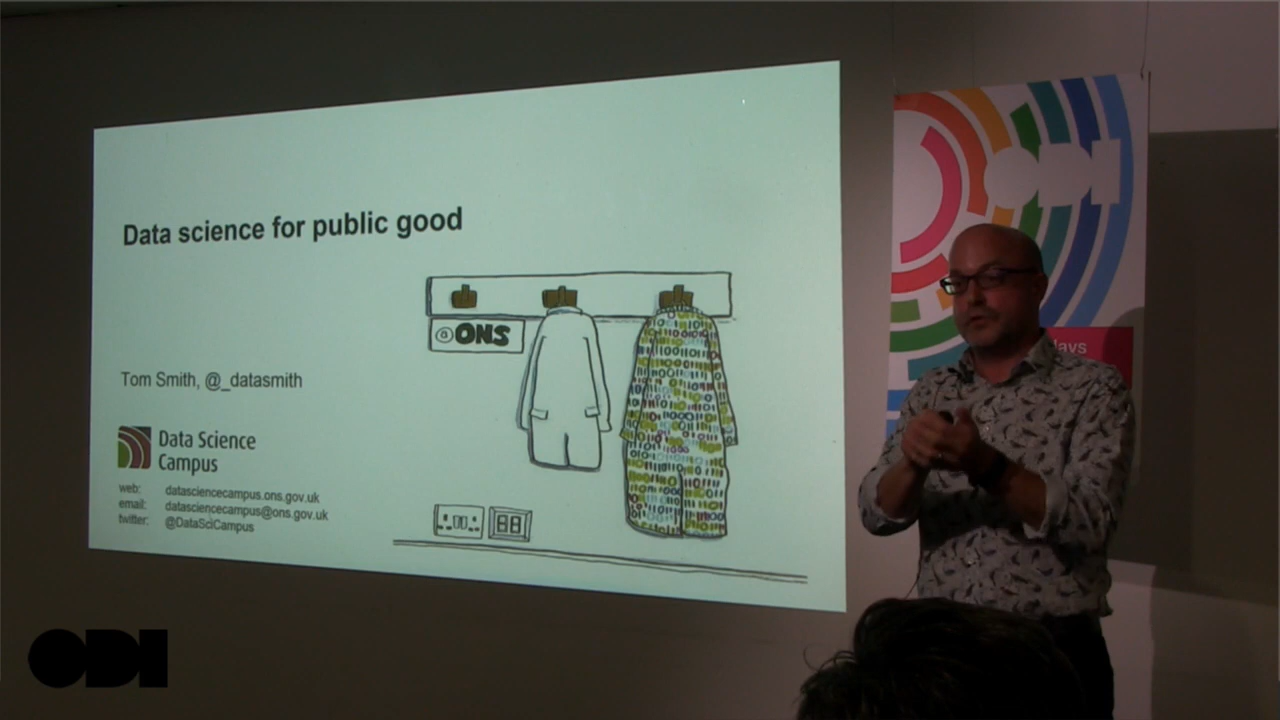 Data science for public good
ONS
Tom Smith, @_datasmith
Data Science
Campus
web: datasciencecampus.ons.gov.uk
email: datasciencecampus@ons.gov.uk
twitter: @DataSciCampus
ODI